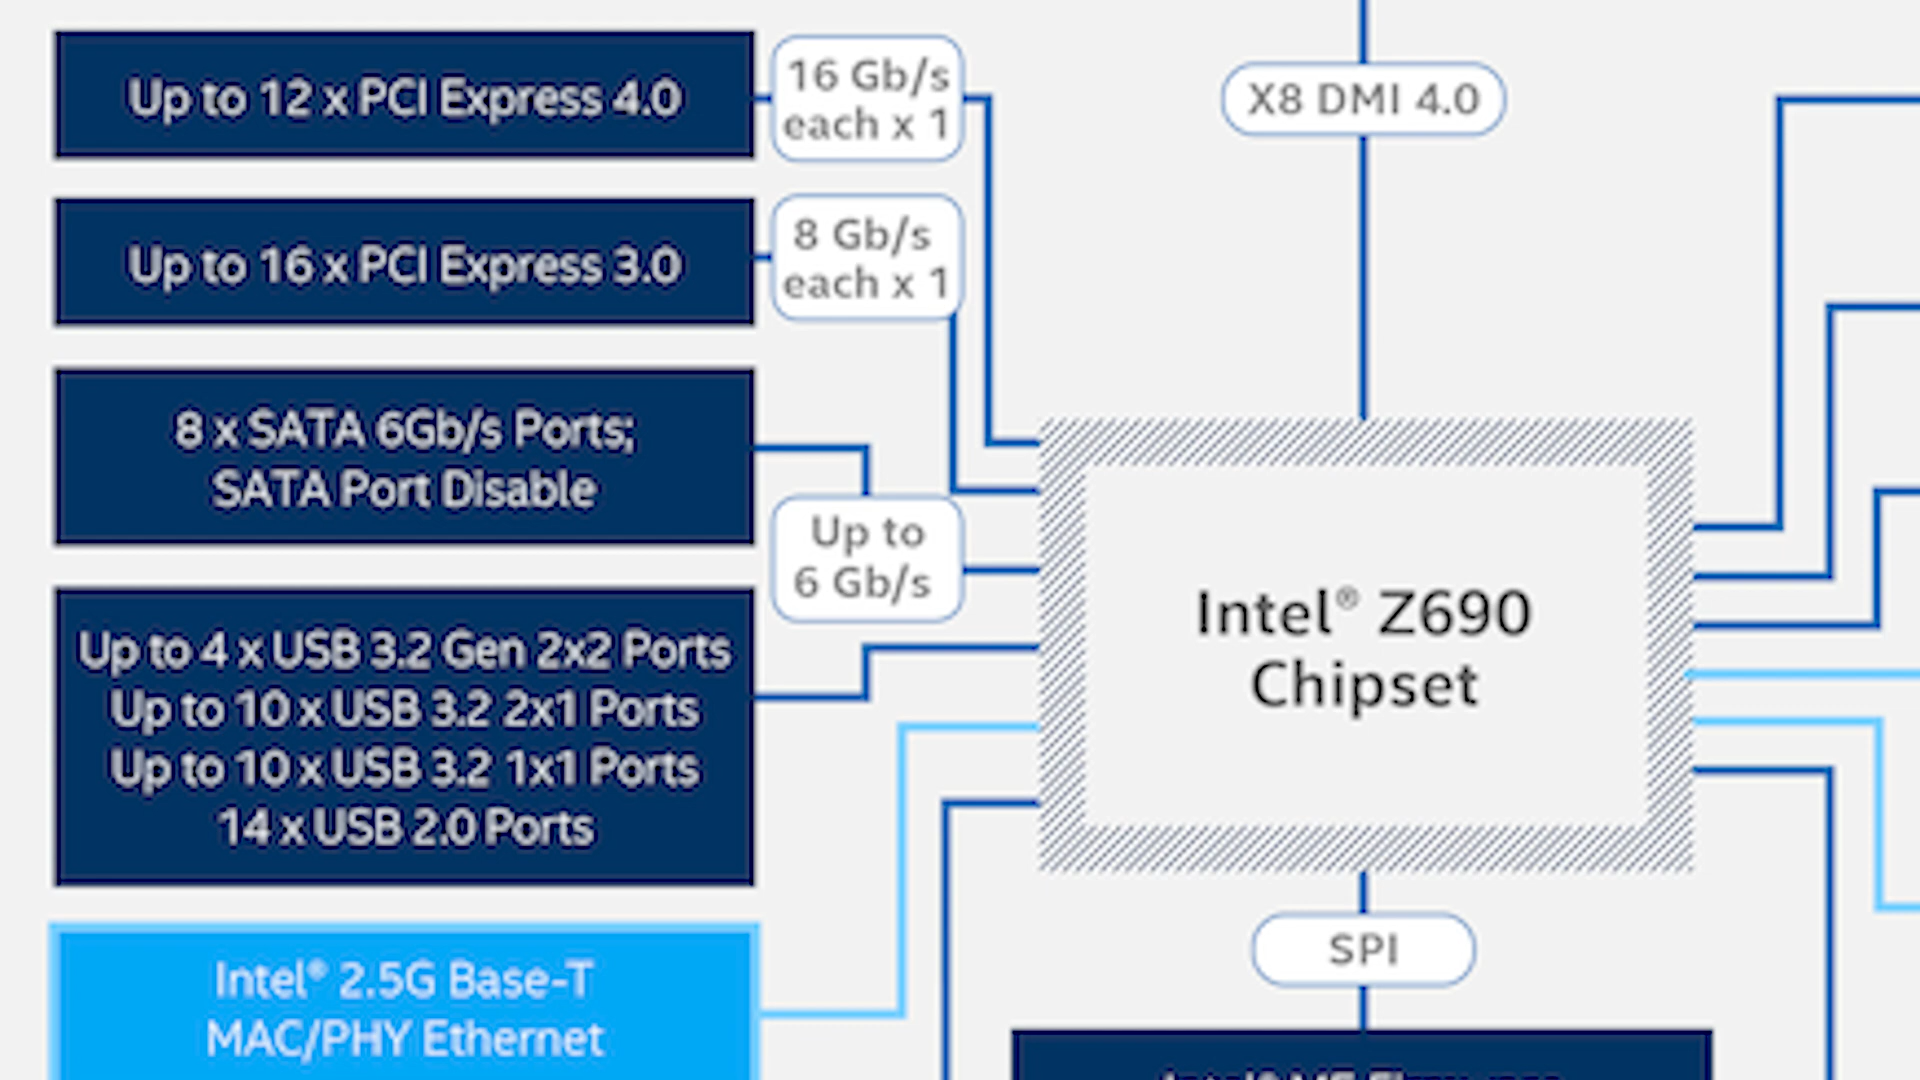 Up to 12 x PCI Express 4.0
16 Gb/s
each x 1
X8 DMI 4.0
Up to 16 x PCI Express 3.0
8 Gb/s
each x 1
8 x SATA 6Gb/s Ports;
SATA Port Disable
Up to
6 Gb/s
Up to 4 x USB 3.2 Gen 2x2 Ports
Up to 10 x USB 3.2 2x1 Ports
Up to 10 x USB 3.2 1x1 Ports
14 x USB 2.0 Ports
Intel® Z690
Chipset
Intel® 2.5G Base-T
MAC/PHY Ethernet
SPI